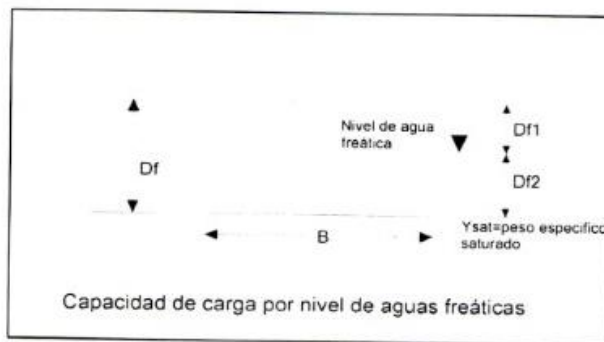 Nivel de agua
freática
Df1
Df
Df2
B
Ysat=peso especifico
saturado
Capacidad de carga por nivel de aguas freáticas